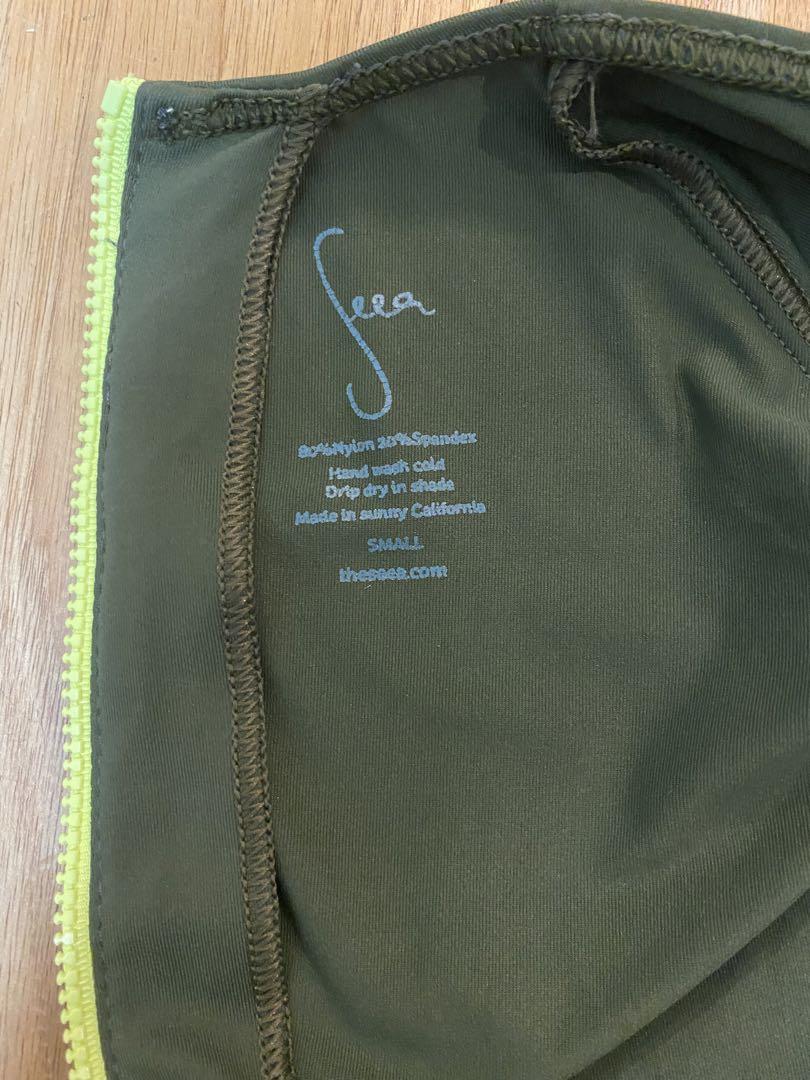 Seea
80%Nylon 20%Spandex
Hand wash cold
Drip dry in shade
Made in sunny California
SMALL
theseea.com